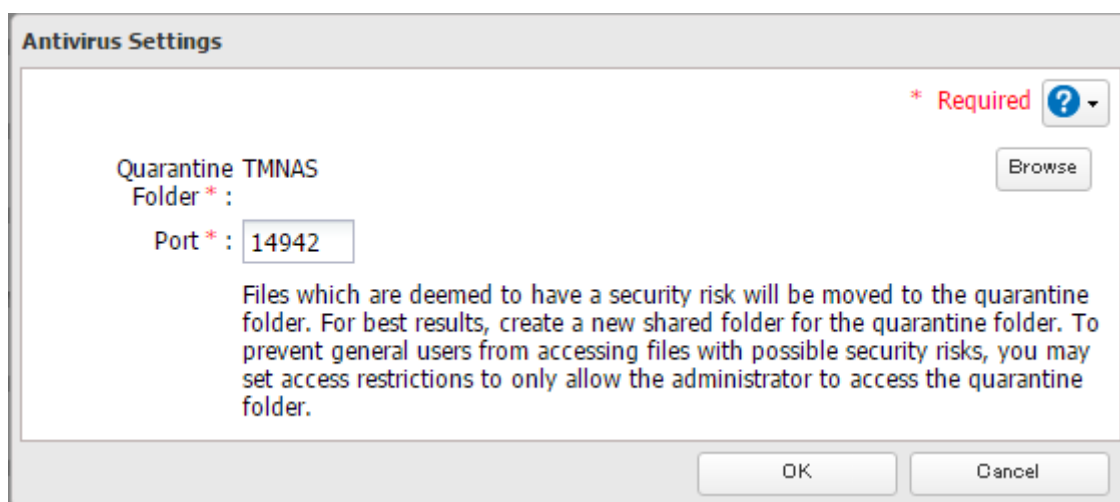 Antivirus Settings
* Required ?
Quarantine TMNAS Browse
Folder * :
Port * : 14942
Files which are deemed to have a security risk will be moved to the quarantine
folder. For best results, create a new shared folder for the quarantine folder. To
prevent general users from accessing files with possible security risks, you may
set access restrictions to only allow the administrator to access the quarantine
folder.
OK Cancel